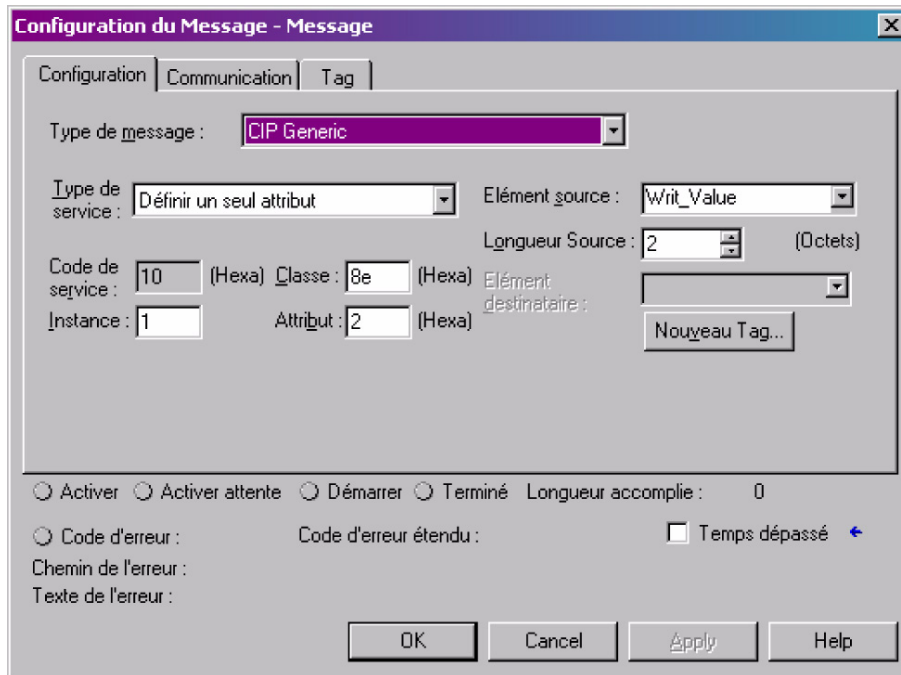 Configuration du Message - Message
Configuration Communication Tag
Type de message : CIP Generic
Type de service : Définir un seul attribut
Elément source : Writ_Value
Longueur Source : 2 (Octets)
Code de service : 10 (Hexa) Classe : 8e (Hexa)
Elément destinataire :
Instance : 1 Attribut : 2 (Hexa)
Nouveau Tag...
Activer Activer attente Démarrer Terminé Longueur accomplie : 0
Code d'erreur : Code d'erreur étendu : Temps dépassé
Chemin de l'erreur :
Texte de l'erreur :
OK Cancel Apply Help